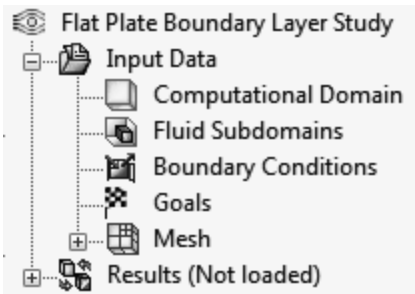 Flat Plate Boundary Layer Study
Input Data
Computational Domain
Fluid Subdomains
Boundary Conditions
Goals
Mesh
Results (Not loaded)